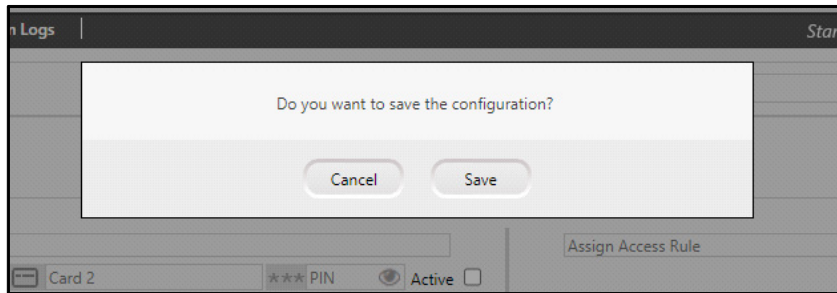 n Logs
Star
Do you want to save the configuration?
Cancel Save
Assign Access Rule
Card 2 *** PIN Active